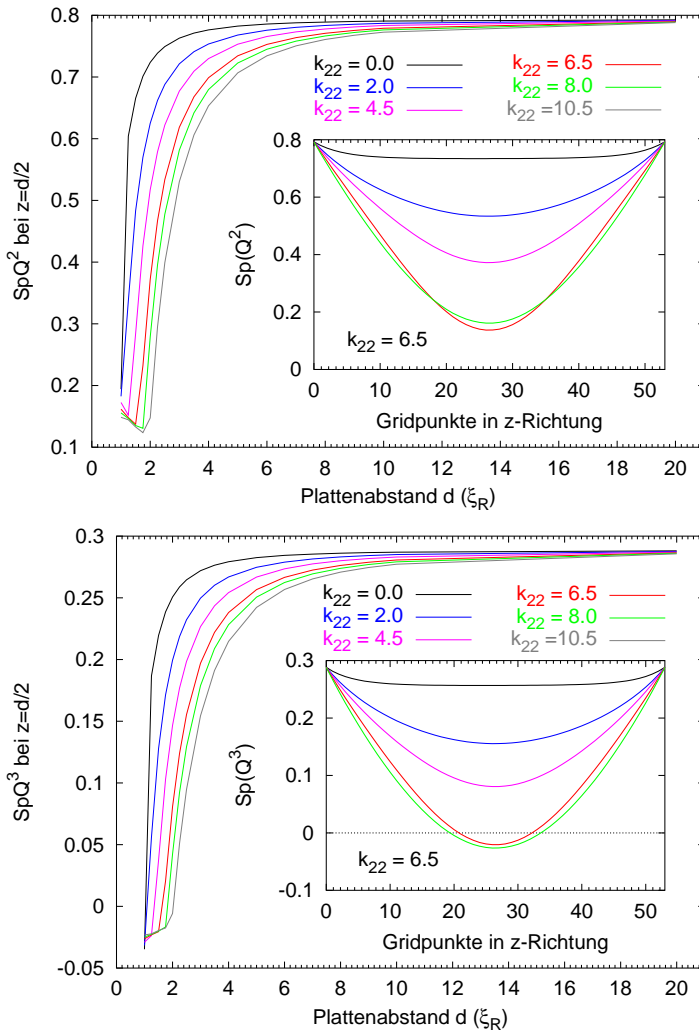 0.8
0.7
0.6
0.5
0.4
0.3
0.2
0.1
SpQ² bei z=d/2
k₂₂ = 0.0
k₂₂ = 2.0
k₂₂ = 4.5
k₂₂ = 6.5
k₂₂ = 8.0
k₂₂ =10.5
0.8
0.6
0.4
0.2
0
Sp(Q²)
k₂₂ = 6.5
0 10 20 30 40 50
Gridpunkte in z-Richtung
0 2 4 6 8 10 12 14 16 18 20
Plattenabstand d (ξ_R)
0.3
0.25
0.2
0.15
0.1
0.05
0
-0.05
SpQ³ bei z=d/2
k₂₂ = 0.0
k₂₂ = 2.0
k₂₂ = 4.5
k₂₂ = 6.5
k₂₂ = 8.0
k₂₂ =10.5
0.3
0.2
0.1
0
-0.1
Sp(Q³)
k₂₂ = 6.5
0 10 20 30 40 50
Gridpunkte in z-Richtung
0 2 4 6 8 10 12 14 16 18 20
Plattenabstand d (ξ_R)